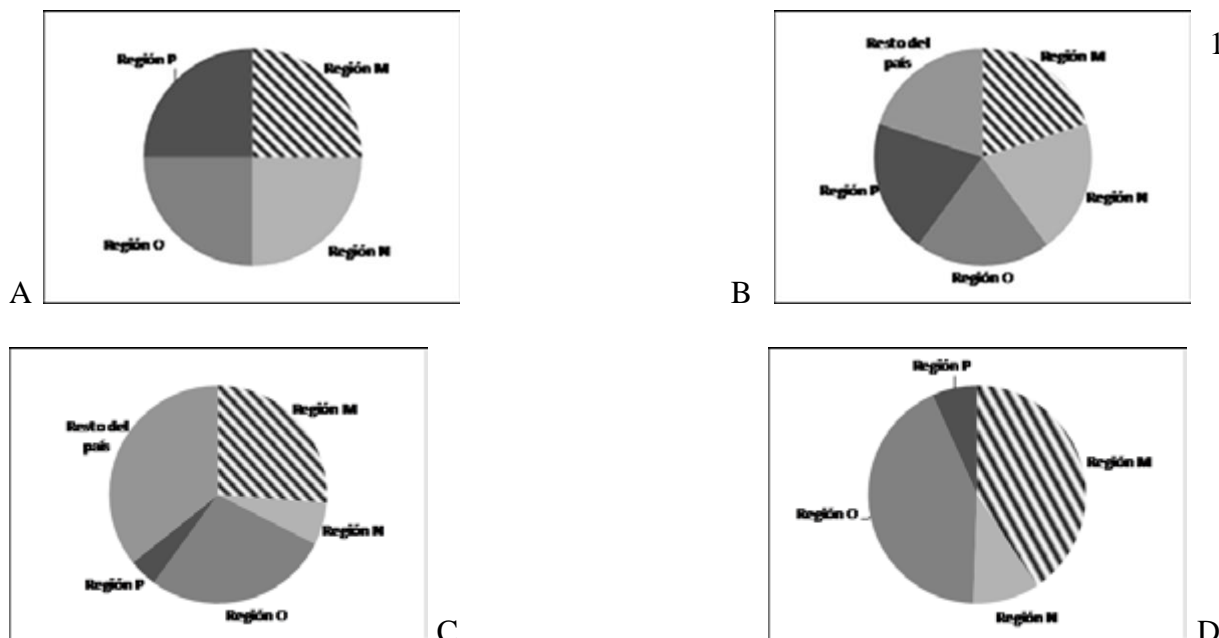 Región P
Región M
Región O
Región N
A
Resto del
país
Región M
1
Región P
Región N
Región O
B
Resto del
país
Región M
Región N
Región P
Región O
C
Región P
Región M
Región O
Región N
D